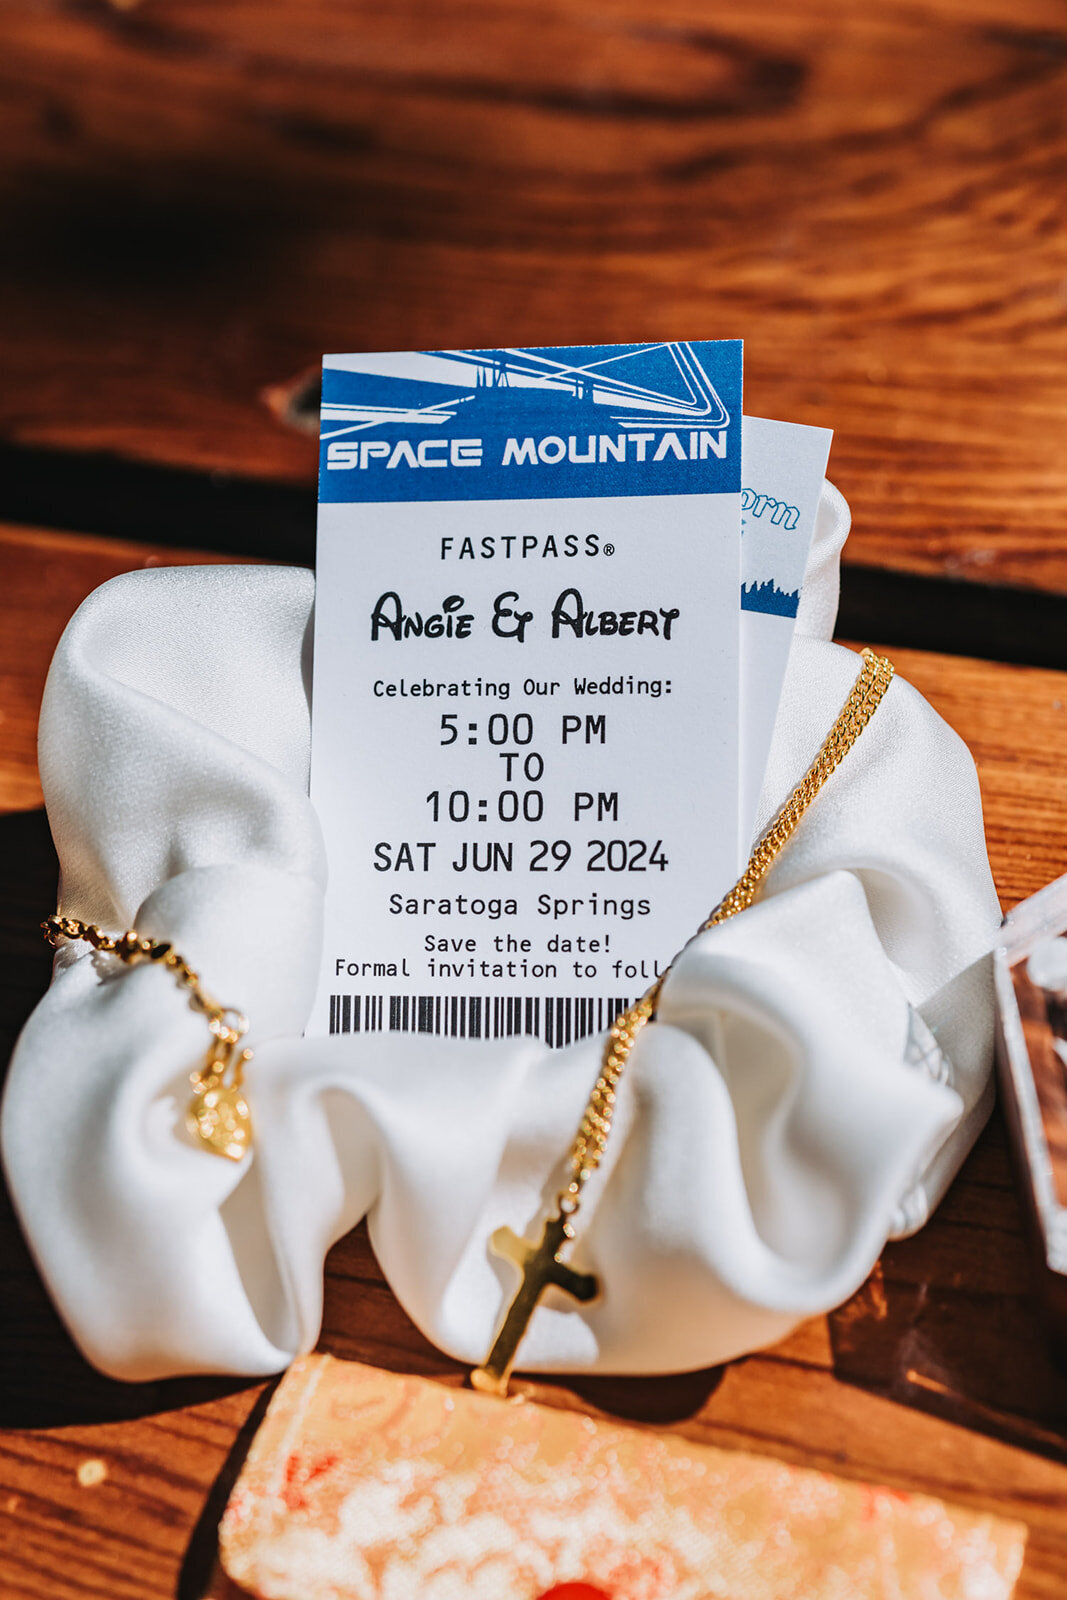 SPACE MOUNTAIN
FASTPASS®
Angie & Albert
Celebrating Our Wedding:
5:00 PM
TO
10:00 PM
SAT JUN 29 2024
Saratoga Springs
Save the date!
Formal invitation to